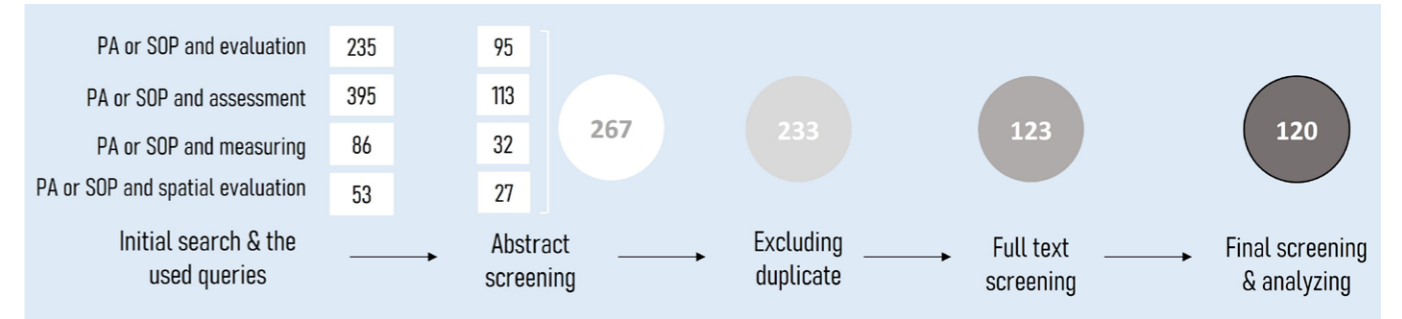 PA or SOP and evaluation 235 95
PA or SOP and assessment 395 113
PA or SOP and measuring 86 32
PA or SOP and spatial evaluation 53 27
267
233
123
120
Initial search & the
used queries
Abstract
screening
Excluding
duplicate
Full text
screening
Final screening
& analyzing